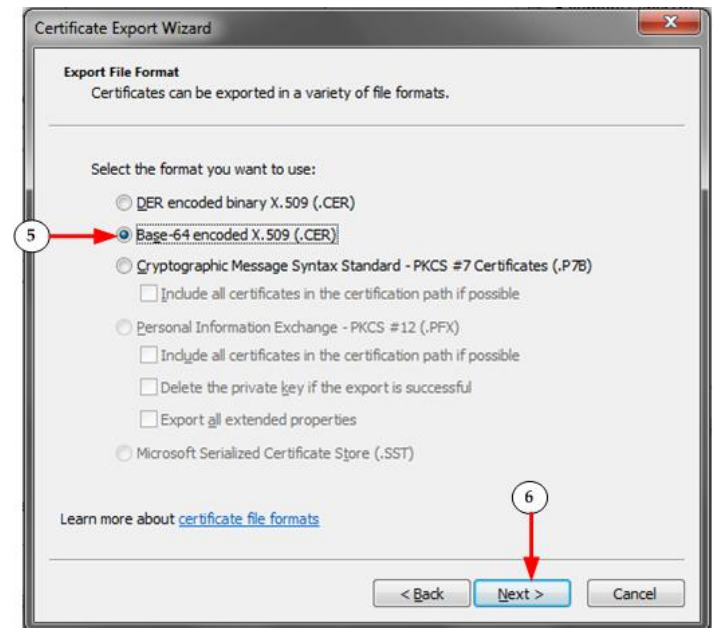 Certificate Export Wizard
Export File Format
Certificates can be exported in a variety of file formats.
Select the format you want to use:
DER encoded binary X.509 (.CER)
5
Base-64 encoded X.509 (.CER)
Cryptographic Message Syntax Standard - PKCS #7 Certificates (.P7B)
Include all certificates in the certification path if possible
Personal Information Exchange - PKCS #12 (.PFX)
Include all certificates in the certification path if possible
Delete the private key if the export is successful
Export all extended properties
Microsoft Serialized Certificate Store (.SST)
6
Learn more about certificate file formats
< Back Next > Cancel